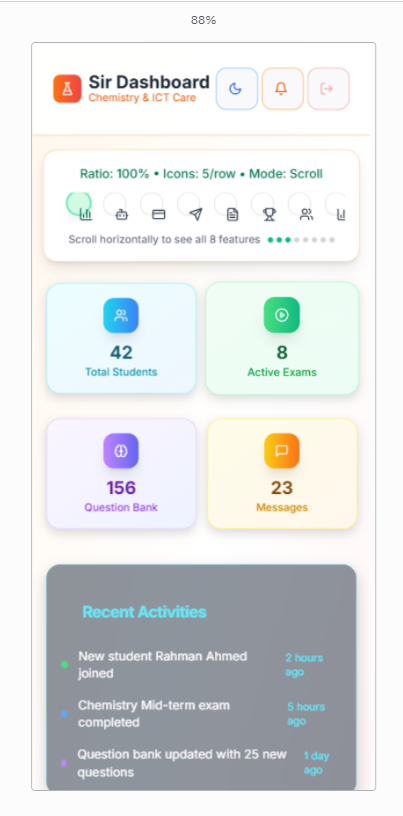 88%
Sir Dashboard
Chemistry & ICT Care
Ratio: 100% • Icons: 5/row • Mode: Scroll
Scroll horizontally to see all 8 features
42
Total Students
8
Active Exams
156
Question Bank
23
Messages
Recent Activities
New student Rahman Ahmed
joined
2 hours
ago
Chemistry Mid-term exam
completed
5 hours
ago
Question bank updated with 25 new
questions
1 day
ago